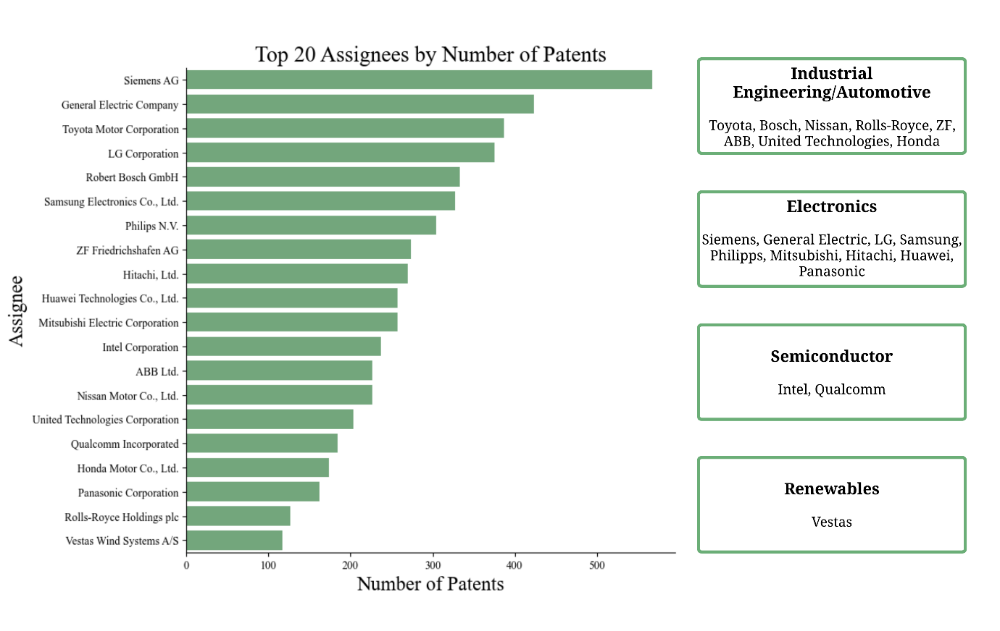 Top 20 Assignees by Number of Patents
Assignee
Siemens AG
General Electric Company
Toyota Motor Corporation
LG Corporation
Robert Bosch GmbH
Samsung Electronics Co., Ltd.
Philips N.V.
ZF Friedrichshafen AG
Hitachi, Ltd.
Huawei Technologies Co., Ltd.
Mitsubishi Electric Corporation
Intel Corporation
ABB Ltd.
Nissan Motor Co., Ltd.
United Technologies Corporation
Qualcomm Incorporated
Honda Motor Co., Ltd.
Panasonic Corporation
Rolls-Royce Holdings plc
Vestas Wind Systems A/S
0 100 200 300 400 500
Number of Patents
Industrial
Engineering/Automotive
Toyota, Bosch, Nissan, Rolls-Royce, ZF,
ABB, United Technologies, Honda
Electronics
Siemens, General Electric, LG, Samsung,
Philipps, Mitsubishi, Hitachi, Huawei,
Panasonic
Semiconductor
Intel, Qualcomm
Renewables
Vestas